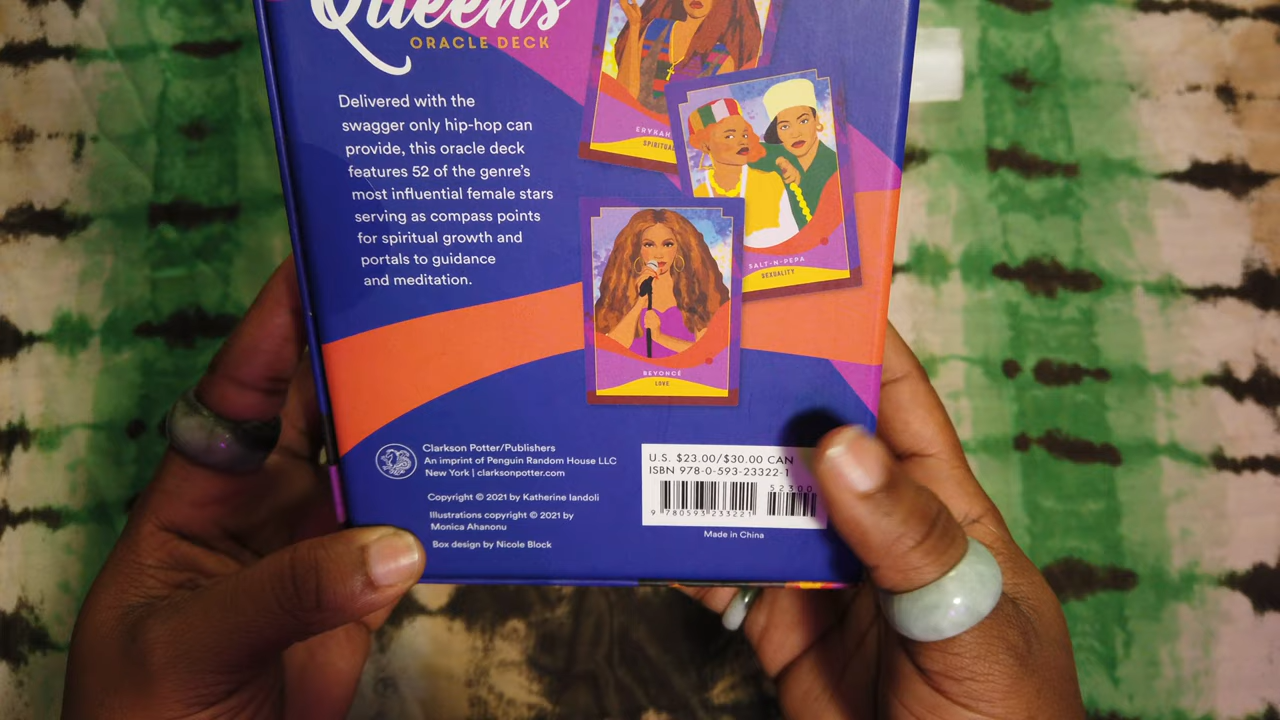 Queens
ORACLE DECK
Delivered with the
swagger only hip-hop can
provide, this oracle deck
features 52 of the genre's
most influential female stars
serving as compass points
for spiritual growth and
portals to guidance
and meditation.
ERYKAH
SPIRITUAL
SALT-N-PEPA
SEXUALITY
BEYONCÉ
LOVE
Clarkson Potter/Publishers
An imprint of Penguin Random House LLC
New York | clarksonpotter.com
Copyright © 2021 by Kathy Iandoli
Illustrations copyright © 2021 by
Monica Ahanonu
Box design by Nicole Block
U.S. $23.00/$30.00 CAN
ISBN 978-0-593-23322-1
52300
9 780593 233221
Made in China